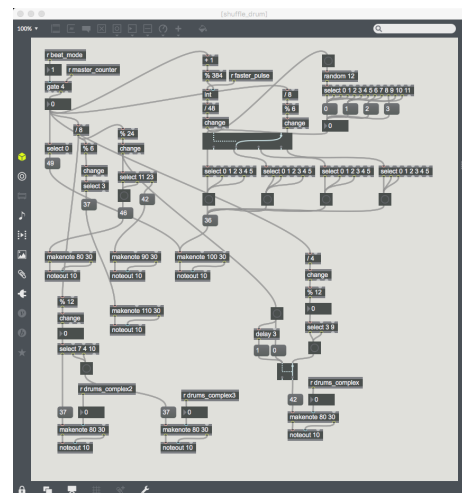 [shuffle_drum]
100%
r beat_mode
1
r master_counter
gate 4
0
+ 1
% 384
r faster_pulse
int
/ 48
change
/ 8
% 6
change
random 12
select 0 1 2 3 4 5 6 7 8 9 10 11
0
1
2
3
0
/ 8
% 24
select 0
% 6
change
49
change
select 3
select 11 23
37
42
46
select 0 1 2 3 4 5
select 0 1 2 3 4 5
select 0 1 2 3 4 5
select 0 1 2 3 4 5
36
makenote 80 30
makenote 90 30
makenote 100 30
noteout 10
noteout 10
noteout 10
/ 4
change
% 12
0
select 3 9
% 12
change
0
select 7 4 10
makenote 110 30
noteout 10
delay 3
1
0
r drums_complex2
0
r drums_complex3
0
r drums_complex
0
37
37
42
makenote 80 30
makenote 80 30
makenote 80 30
noteout 10
noteout 10
noteout 10